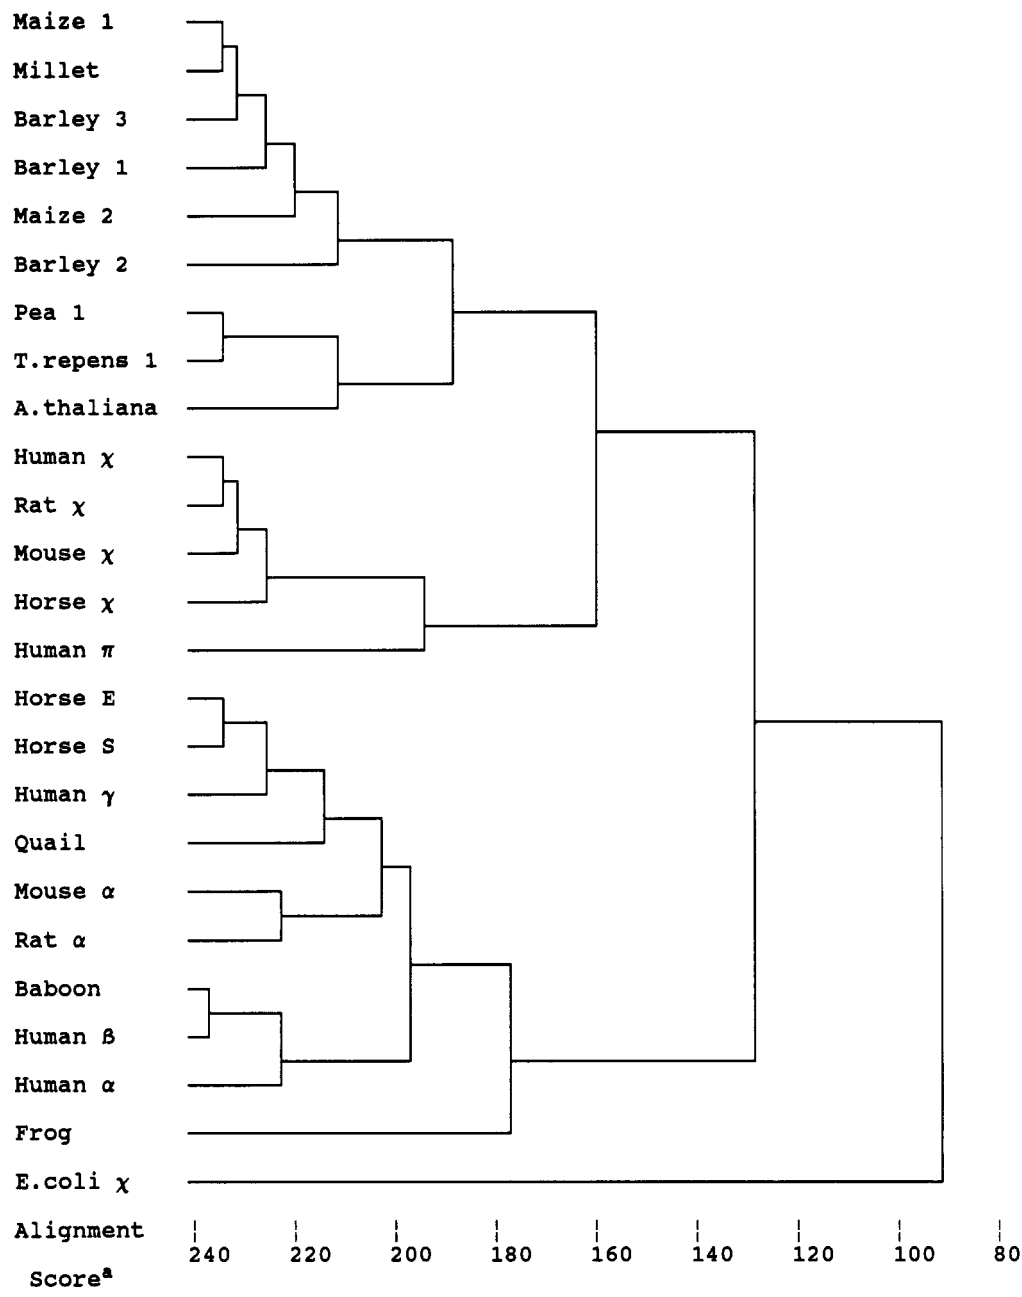 Maize 1
Millet
Barley 3
Barley 1
Maize 2
Barley 2
Pea 1
T.repens 1
A.thaliana
Human χ
Rat χ
Mouse χ
Horse χ
Human π
Horse E
Horse S
Human γ
Quail
Mouse α
Rat α
Baboon
Human ß
Human α
Frog
E.coli χ
Alignment
240 220 200 180 160 140 120 100 80
Scoreᵃ